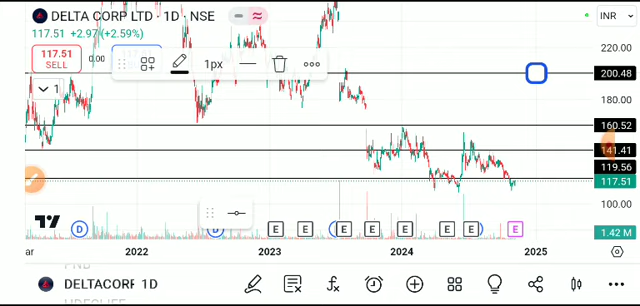 DELTA CORP LTD · 1D · NSE
INR
117.51 +2.97 (+2.59%)
117.51
SELL
0.00
1px
1
220.00
200.48
180.00
160.52
141.41
119.56
117.51
100.00
1.42 M
D
D
E
E
E
E
E
E
E
E
ar
2022
2023
2024
2025
DELTACORP 1D